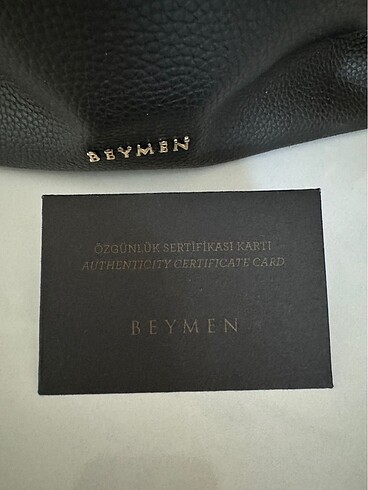 BEYMEN
ÖZGÜNLÜK SERTİFİKASI KARTI
AUTHENTICITY CERTIFICATE CARD
BEYMEN